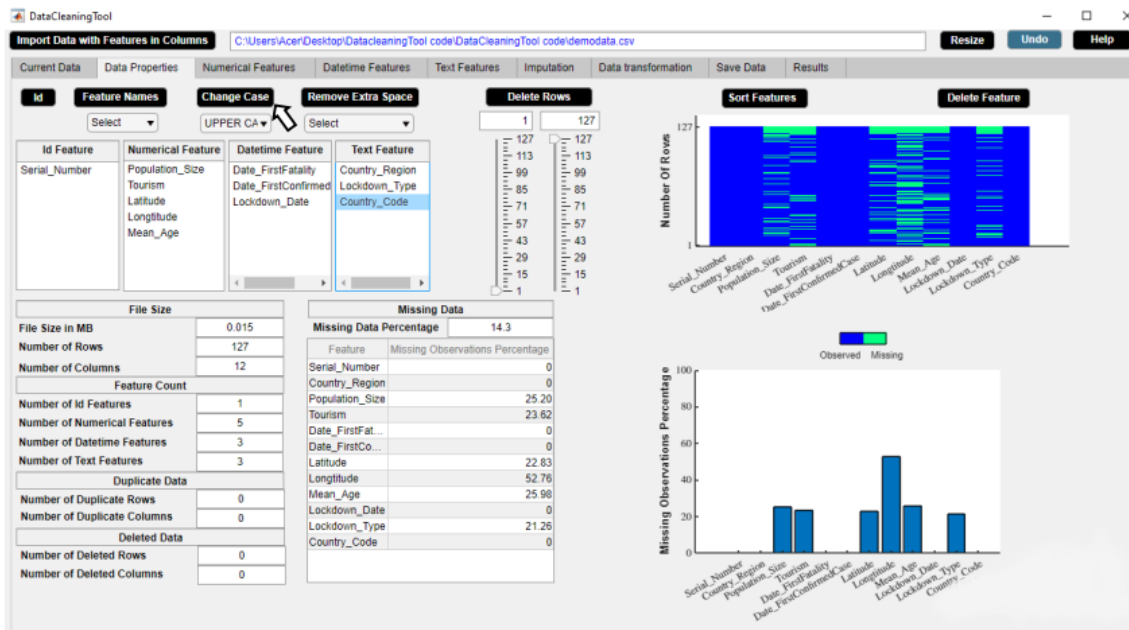 DataCleaningTool
Import Data with Features in Columns C:\Users\Acer\Desktop\DatacleaningTool code\DataCleaningTool code\demodata.csv Resize Undo Help
Current Data Data Properties Numerical Features Datetime Features Text Features Imputation Data transformation Save Data Results
Id Feature Names Change Case Remove Extra Space Delete Rows Sort Features Delete Feature
Select UPPER CA Select 1 127
Id Feature Numerical Feature Datetime Feature Text Feature
Serial_Number Population_Size Date_FirstFatality Country_Region
Tourism Date_FirstConfirmed Lockdown_Type
Latitude Lockdown_Date Country_Code
Longtitude
Mean_Age
127 127
113 113
99 99
85 85
71 71
57 57
43 43
29 29
15 15
1 1
Number Of Rows
127
1
Serial_Number Country_Region Population_Size Tourism Date_FirstFatality Date_FirstConfirmedCase Latitude Longtitude Mean_Age Lockdown_Date Lockdown_Type Country_Code
Observed Missing
File Size
File Size in MB 0.015
Number of Rows 127
Number of Columns 12
Feature Count
Number of Id Features 1
Number of Numerical Features 5
Number of Datetime Features 3
Number of Text Features 3
Duplicate Data
Number of Duplicate Rows 0
Number of Duplicate Columns 0
Deleted Data
Number of Deleted Rows 0
Number of Deleted Columns 0
Missing Data
Missing Data Percentage 14.3
Feature Missing Observations Percentage
Serial_Number 0
Country_Region 0
Population_Size 25.20
Tourism 23.62
Date_FirstFat... 0
Date_FirstCo... 0
Latitude 22.83
Longtitude 52.76
Mean_Age 25.98
Lockdown_Date 0
Lockdown_Type 21.26
Country_Code 0
Missing Observations Percentage
100
80
60
40
20
0
Serial_Number Country_Region Population_Size Tourism Date_FirstFatality Date_FirstConfirmedCase Latitude Longtitude Mean_Age Lockdown_Date Lockdown_Type Country_Code